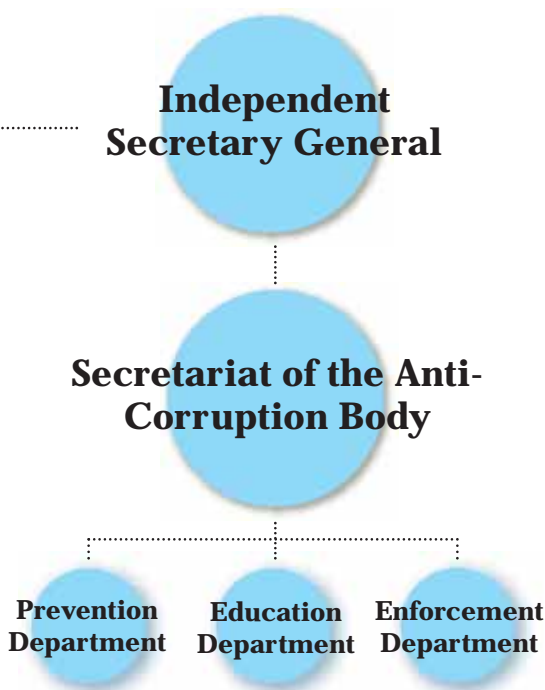 Independent
Secretary General
Secretariat of the Anti-
Corruption Body
Prevention
Department
Education
Department
Enforcement
Department